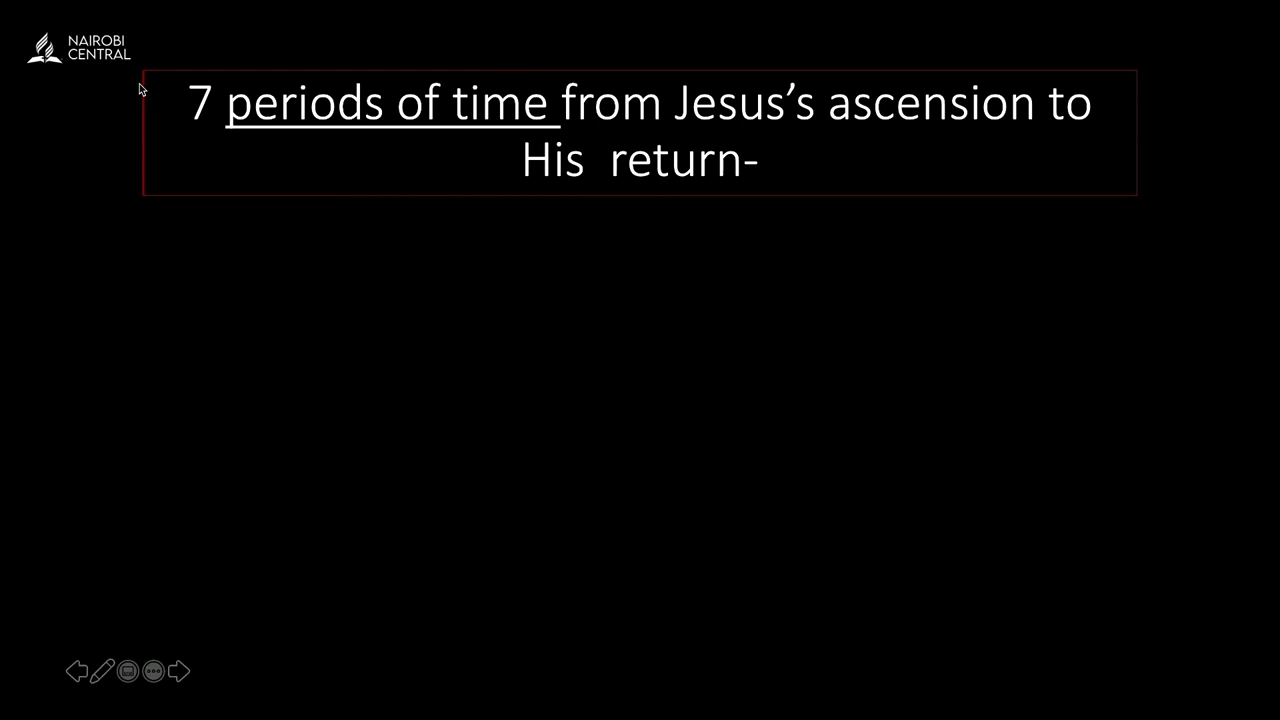 NAIROBI
CENTRAL
7 periods of time from Jesus’s ascension to
His  return-